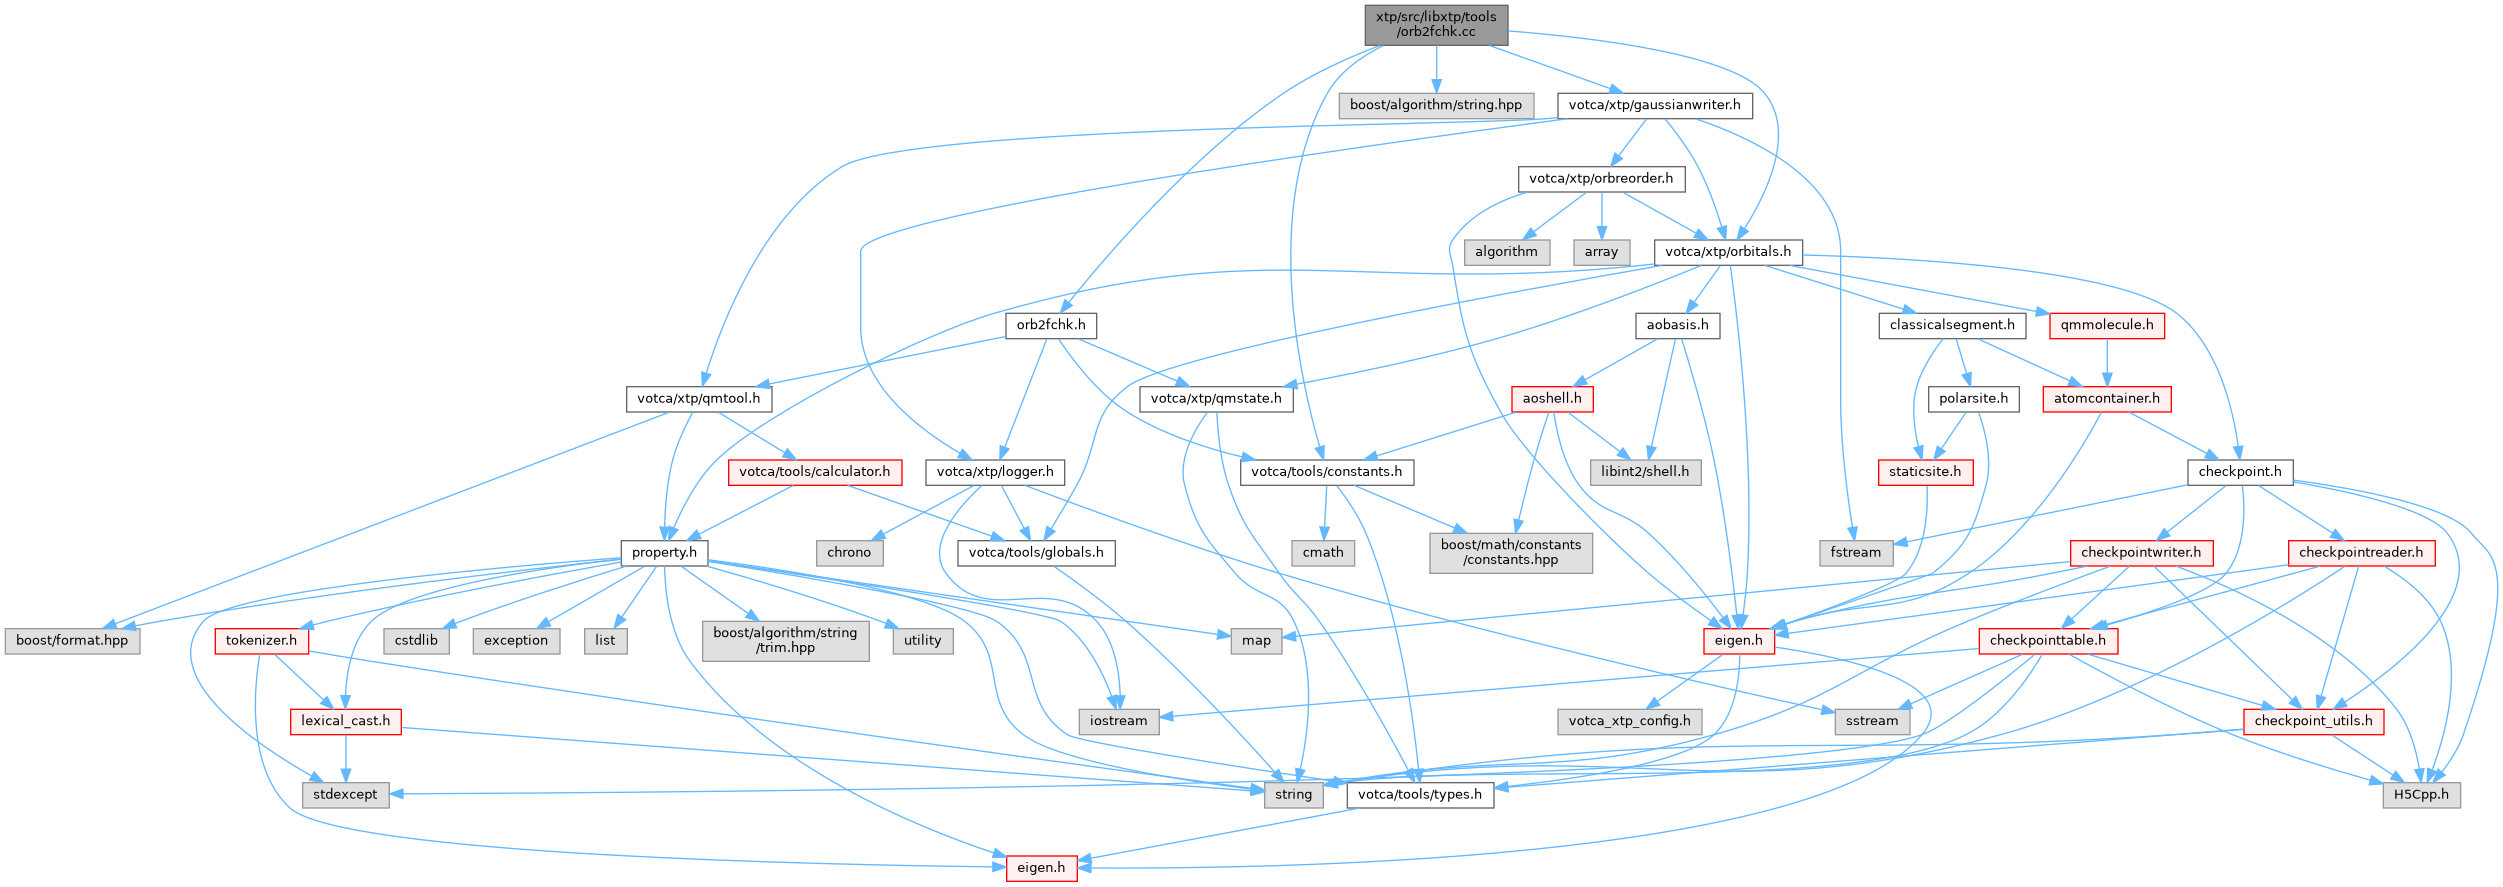 xtp/src/libxtp/tools
/orb2fchk.cc
boost/algorithm/string.hpp
votca/xtp/gaussianwriter.h
votca/xtp/orbreorder.h
algorithm
array
votca/xtp/orbitals.h
orb2fchk.h
aobasis.h
classicalsegment.h
qmmolecule.h
votca/xtp/qmtool.h
votca/xtp/qmstate.h
aoshell.h
polarsite.h
atomcontainer.h
votca/tools/calculator.h
votca/xtp/logger.h
votca/tools/constants.h
libint2/shell.h
staticsite.h
checkpoint.h
property.h
chrono
votca/tools/globals.h
cmath
boost/math/constants
/constants.hpp
fstream
checkpointwriter.h
checkpointreader.h
boost/format.hpp
tokenizer.h
cstdlib
exception
list
boost/algorithm/string
/trim.hpp
utility
map
eigen.h
checkpointtable.h
lexical_cast.h
iostream
votca_xtp_config.h
sstream
checkpoint_utils.h
stdexcept
string
votca/tools/types.h
H5Cpp.h
eigen.h